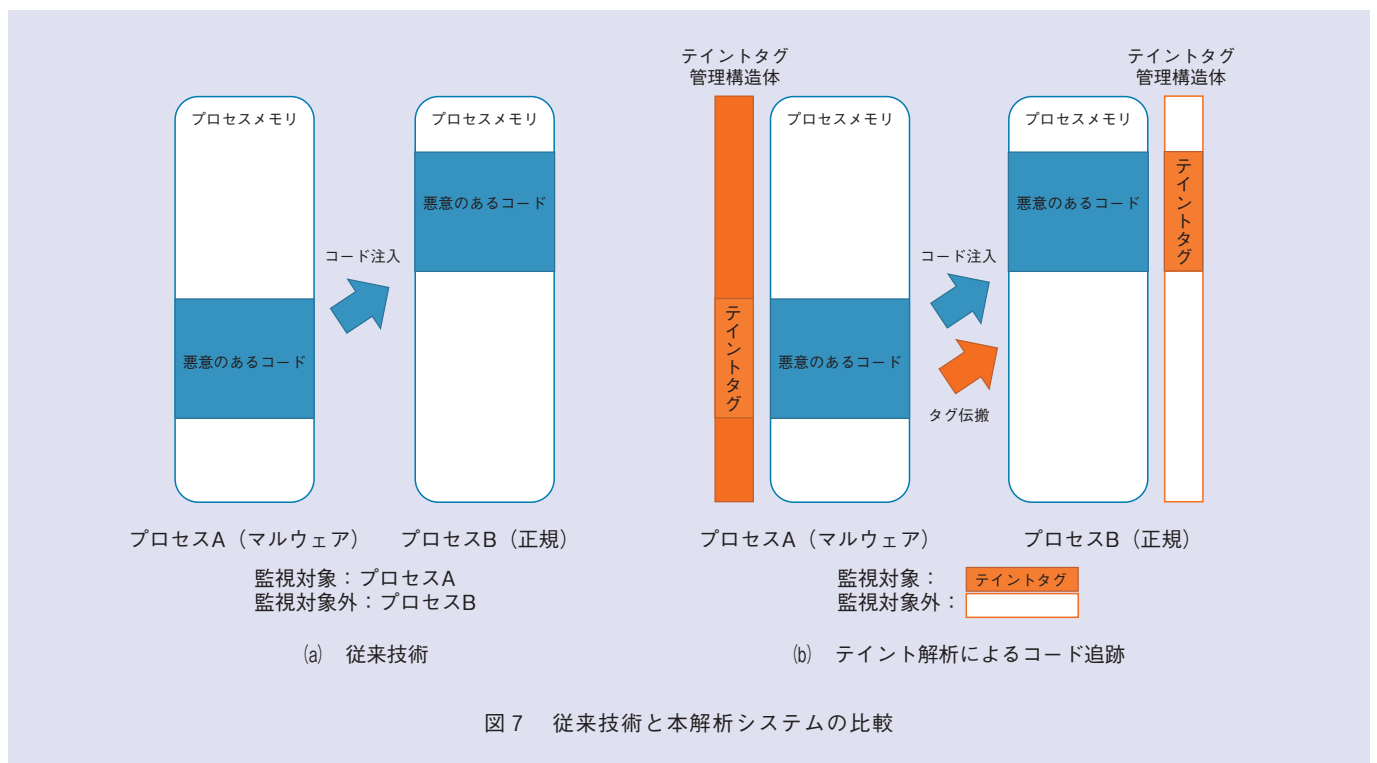 プロセスメモリ
悪意のあるコード
コード注入
プロセスメモリ
悪意のあるコード
プロセスA（マルウェア）
プロセスB（正規）
監視対象：プロセスA
監視対象外：プロセスB
(a) 従来技術
テイントタグ
管理構造体
テイントタグ
プロセスメモリ
悪意のあるコード
コード注入
タグ伝搬
プロセスメモリ
悪意のあるコード
テイントタグ
管理構造体
テイントタグ
プロセスA（マルウェア）
プロセスB（正規）
監視対象： テイントタグ
監視対象外：
(b) テイント解析によるコード追跡
図7 従来技術と本解析システムの比較